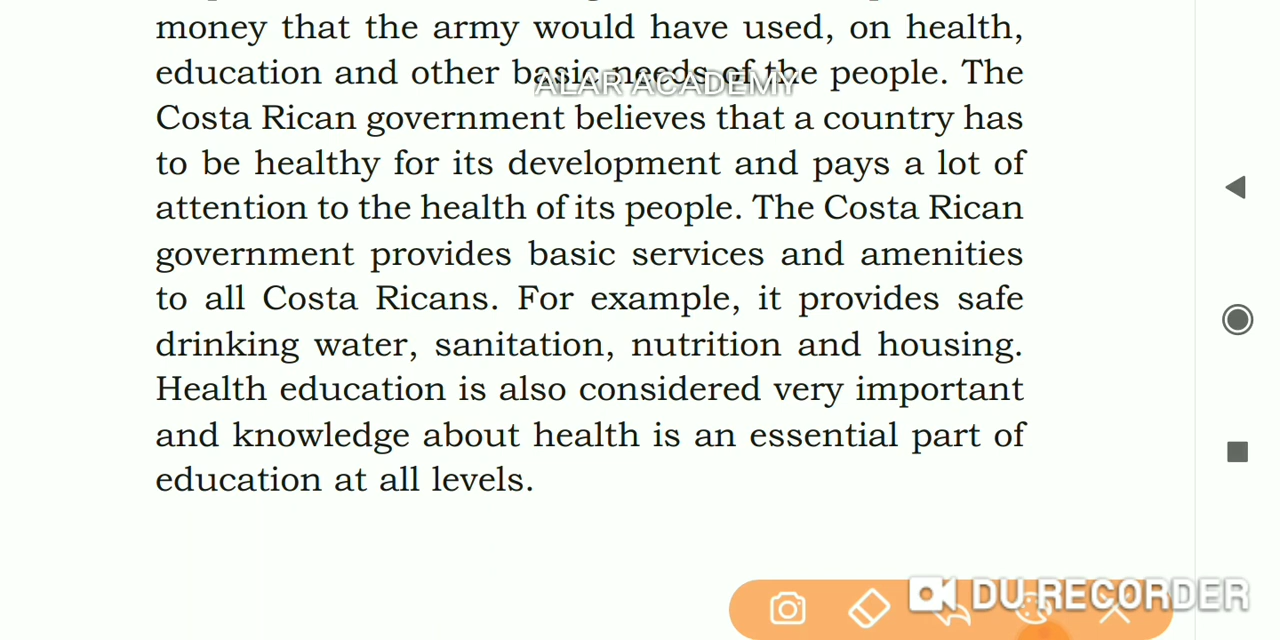 money that the army would have used, on health,
education and other basic needs of the people. The
ALAR ACADEMY
Costa Rican government believes that a country has
to be healthy for its development and pays a lot of
attention to the health of its people. The Costa Rican
government provides basic services and amenities
to all Costa Ricans. For example, it provides safe
drinking water, sanitation, nutrition and housing.
Health education is also considered very important
and knowledge about health is an essential part of
education at all levels.
DU RECORDER